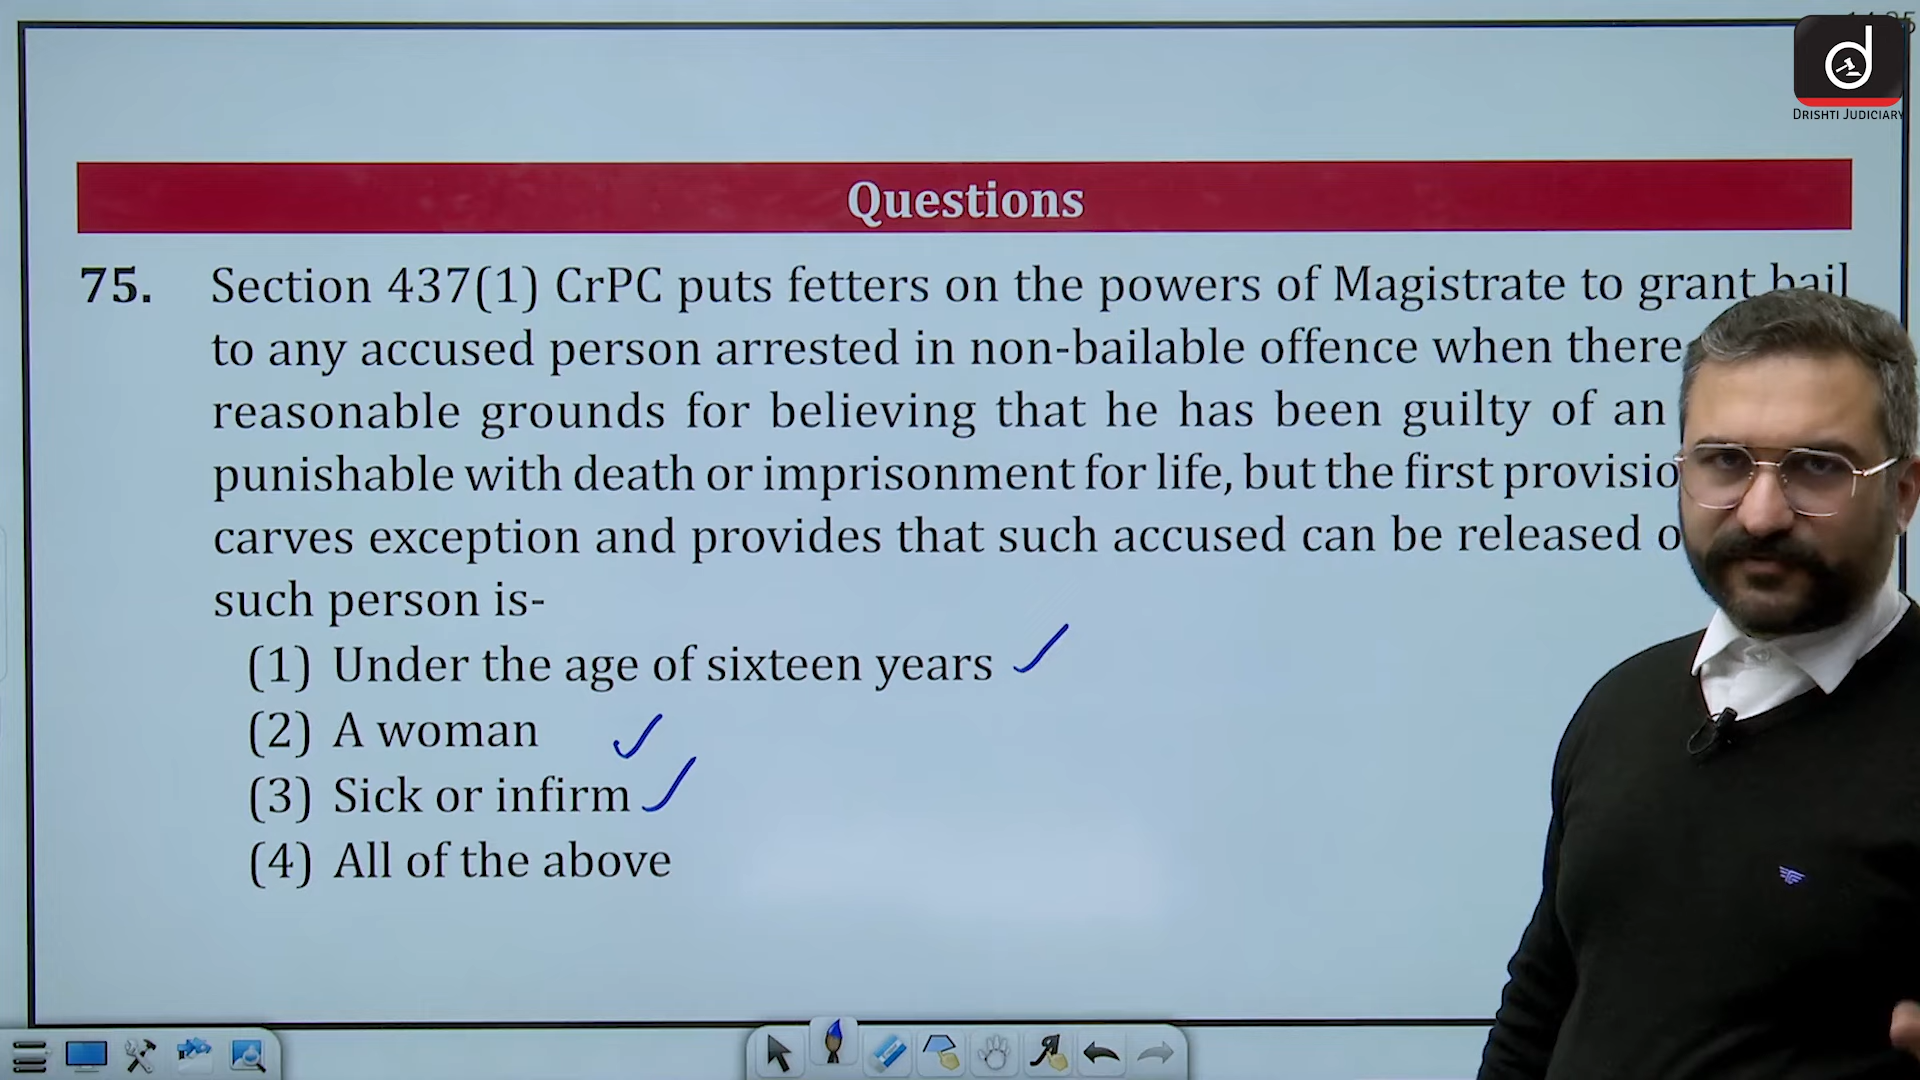 DRISHTI JUDICIARY
Questions
75. Section 437(1) CrPC puts fetters on the powers of Magistrate to grant bail
to any accused person arrested in non-bailable offence when there
reasonable grounds for believing that he has been guilty of an
punishable with death or imprisonment for life, but the first provisio
carves exception and provides that such accused can be released o
such person is-
(1) Under the age of sixteen years
(2) A woman
(3) Sick or infirm
(4) All of the above